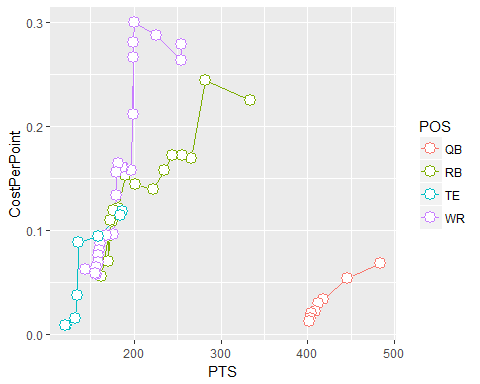 0.3
0.2
0.1
0.0
CostPerPoint
200
300
400
500
PTS
POS
QB
RB
TE
WR